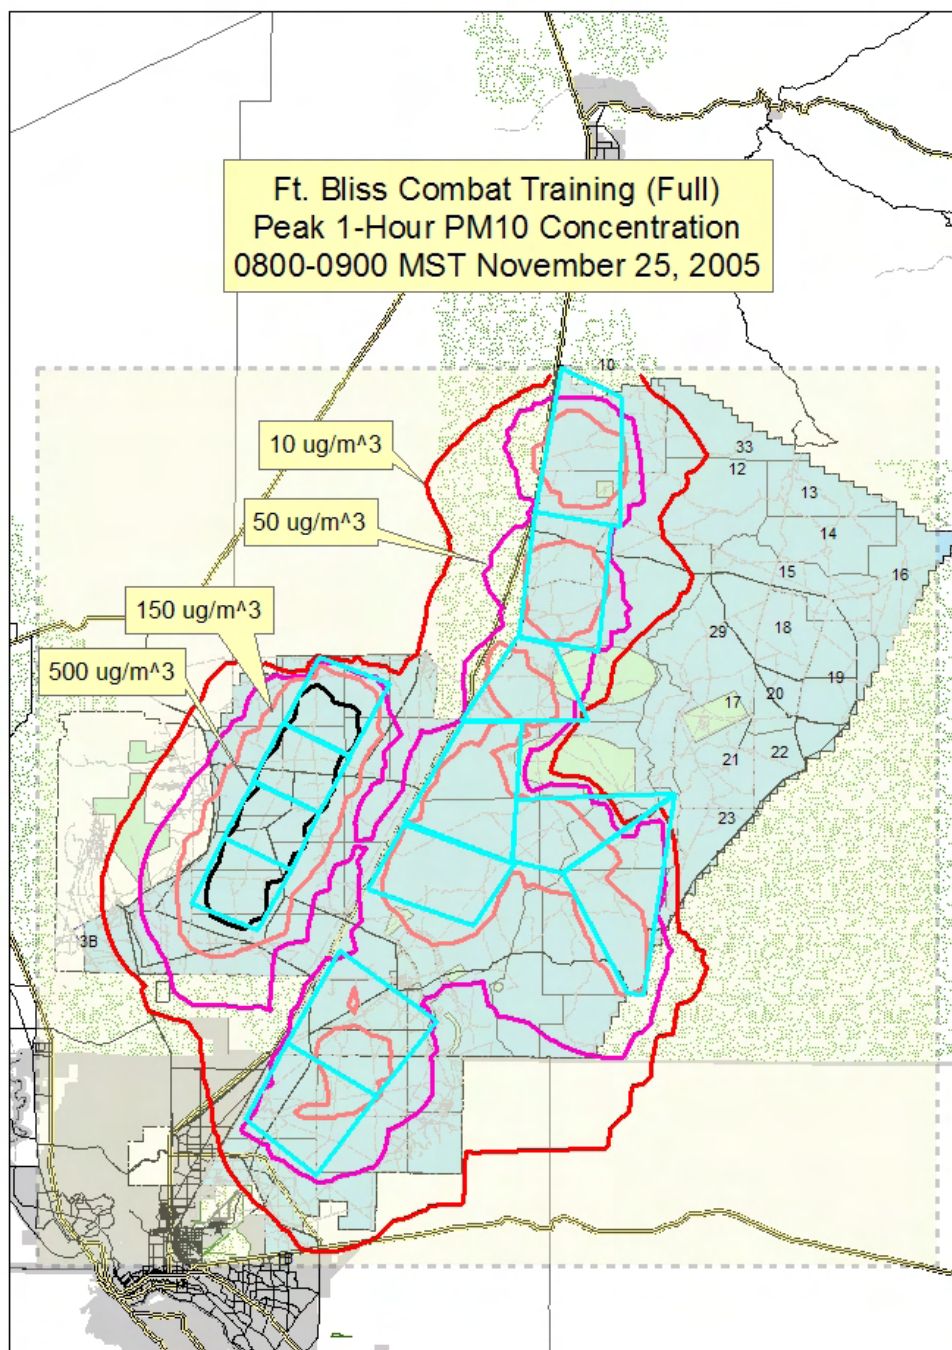 Ft. Bliss Combat Training (Full)
Peak 1-Hour PM10 Concentration
0800-0900 MST November 25, 2005
10
10 ug/m^3
33
12
13
50 ug/m^3
14
15
16
150 ug/m^3
29
18
500 ug/m^3
19
20
17
22
21
23
3B